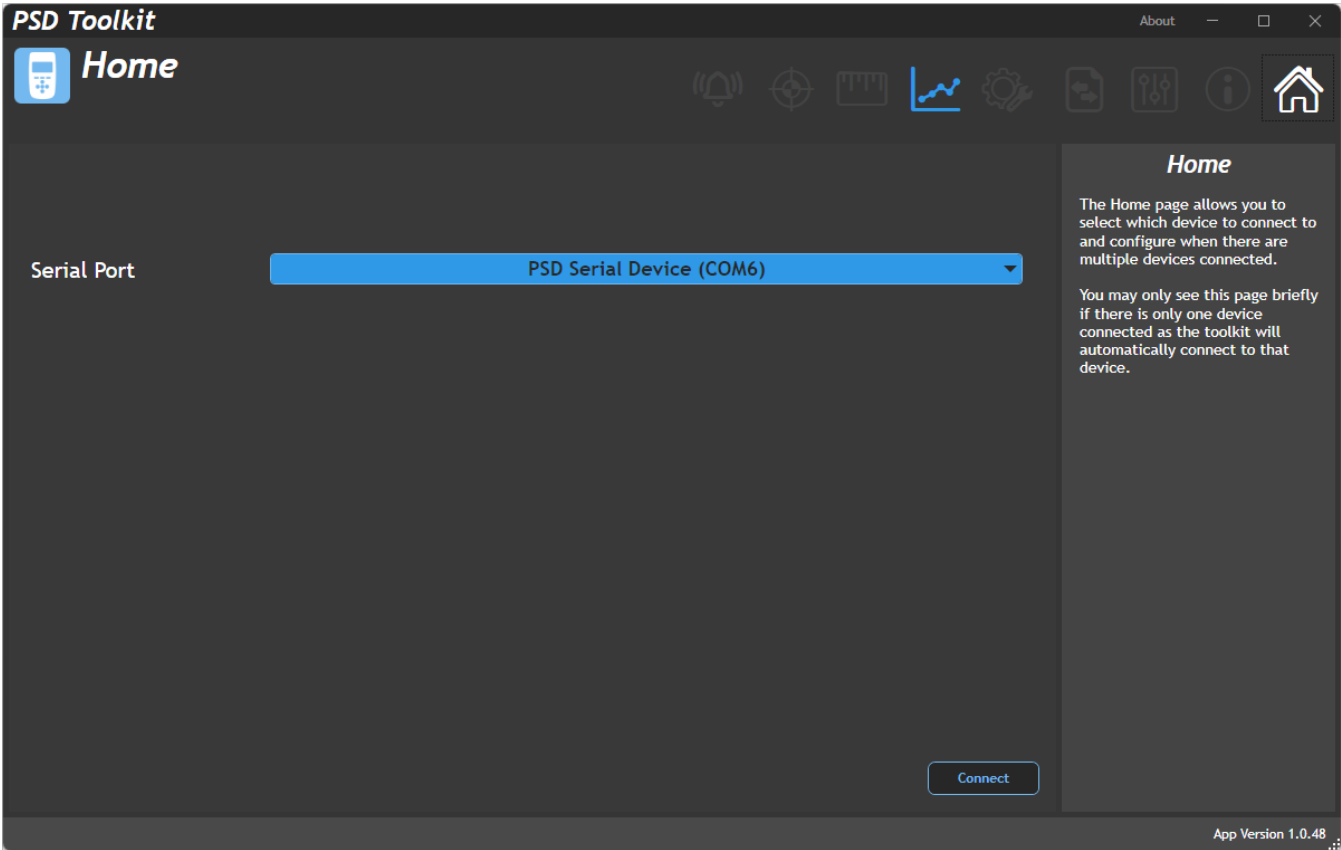 PSD Toolkit
About
Home
Home
The Home page allows you to
select which device to connect to
and configure when there are
multiple devices connected.
You may only see this page briefly
if there is only one device
connected as the toolkit will
automatically connect to that
device.
Serial Port
PSD Serial Device (COM6)
Connect
App Version 1.0.48